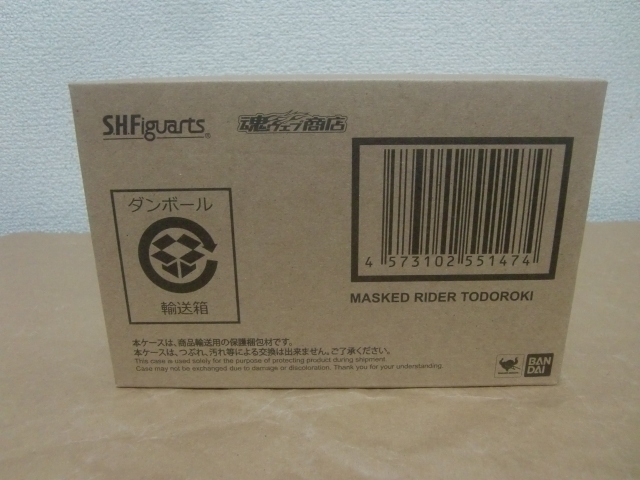 S.H.Figuarts
魂ウェブ商店
ダンボール
輸送箱
4 573102 551474
MASKED RIDER TODOROKI
本ケースは、商品輸送用の保護梱包材です。
本ケースは、つぶれ、汚れ等による交換は出来ません。ご了承ください。
This case is used solely for the purpose of protecting product during shipment.
Case may not be exchanged due to damage or discoloration. Thank you for your understanding.
BAN
DAI